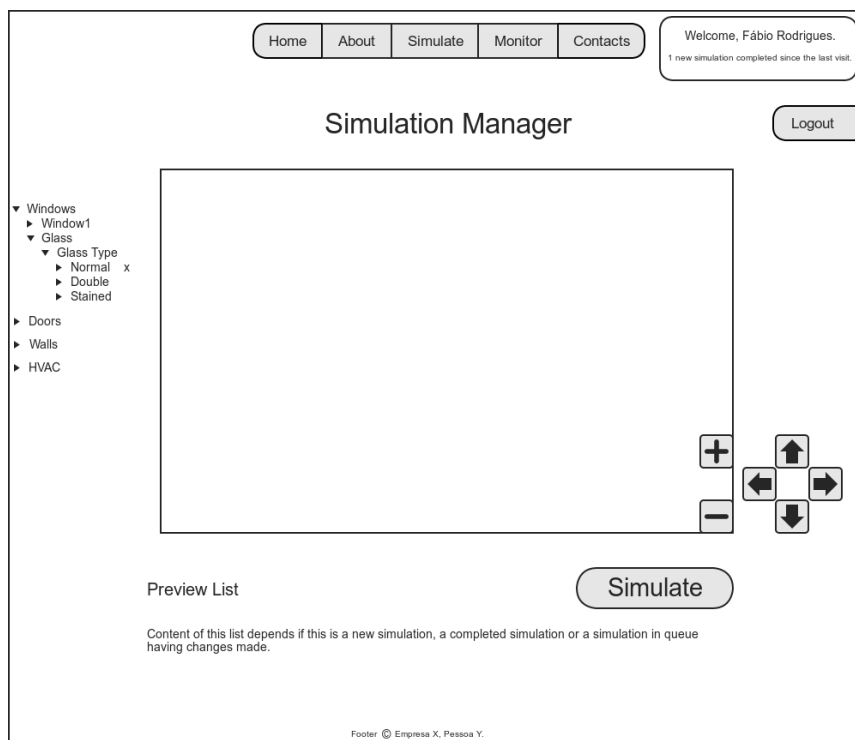 Home About Simulate Monitor Contacts
Welcome, Fábio Rodrigues.
1 new simulation completed since the last visit.
Simulation Manager
Logout
Windows
Window1
Glass
Glass Type
Normal x
Double
Stained
Doors
Walls
HVAC
Preview List
Simulate
Content of this list depends if this is a new simulation, a completed simulation or a simulation in queue
having changes made.
Footer © Empresa X, Pessoa Y.